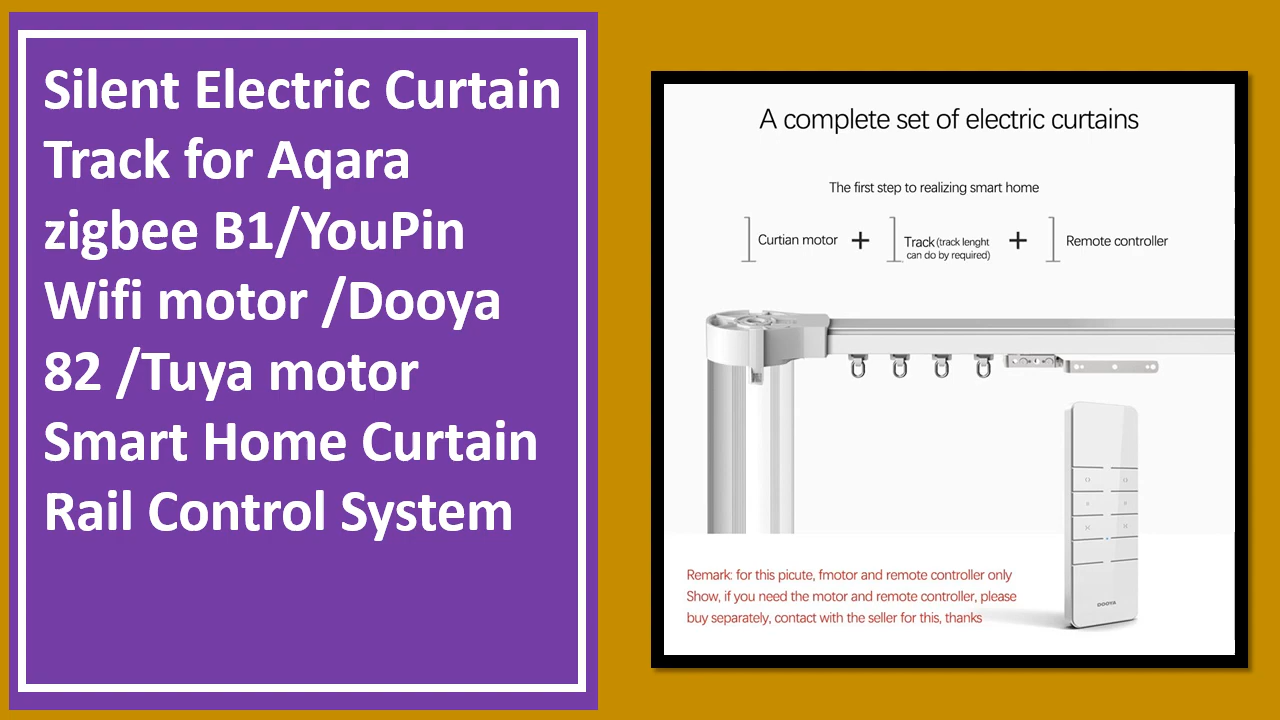 Silent Electric Curtain
Track for Aqara
zigbee B1/YouPin
Wifi motor /Dooya
82 /Tuya motor
Smart Home Curtain
Rail Control System
A complete set of electric curtains
The first step to realizing smart home
Curtian motor + Track (track lenght + Remote controller
can do by required)
DOOYA
Remark: for this picute, fmotor and remote controller only
Show, if you need the motor and remote controller, please
buy separately, contact with the seller for this, thanks